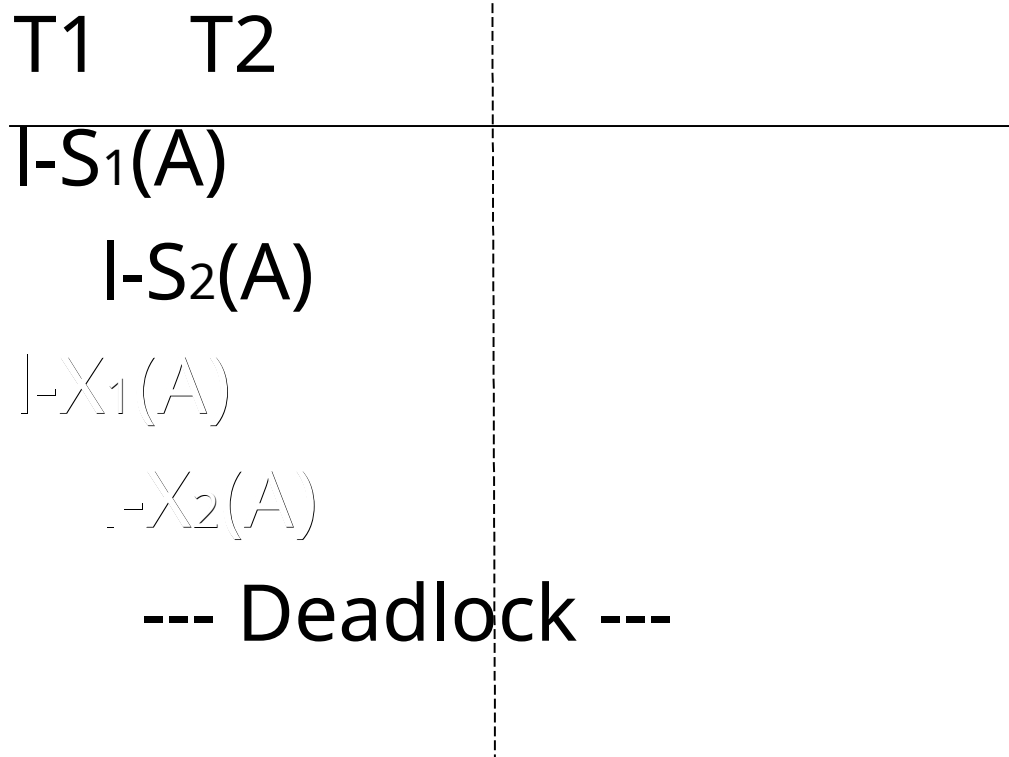 T1 T2
l-S1(A)
l-S2(A)
l-X1(A)
l-X2(A)
--- Deadlock ---